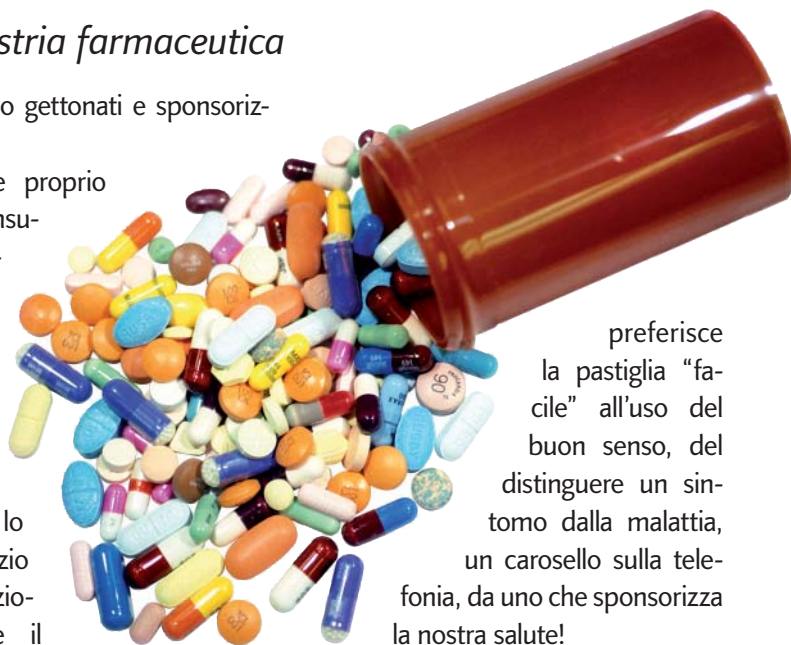 stria farmaceutica
o gettonati e sponsoriz-
e proprio
nsu-
-
lo
zio
zio-
e il
preferisce
la pastiglia “fa-
cile” all’uso del
buon senso, del
distinguere un sin-
tomo dalla malattia,
un carosello sulla tele-
fonia, da uno che sponsorizza
la nostra salute!